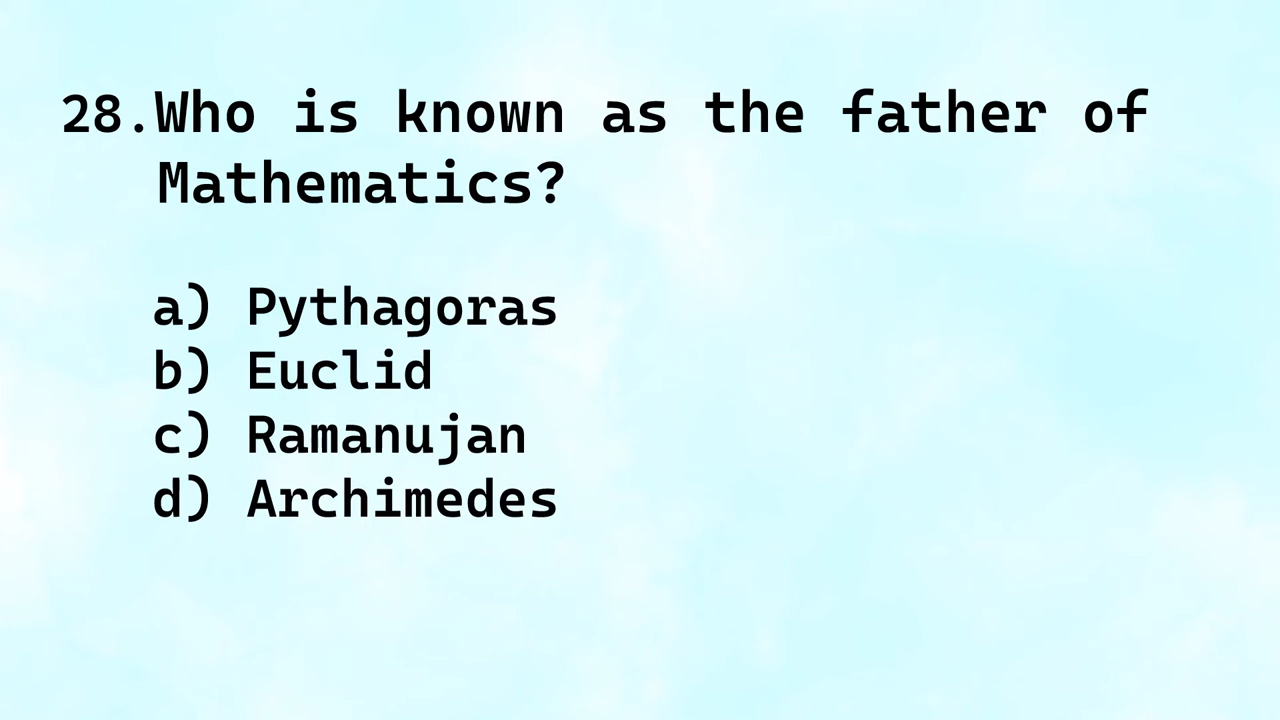 28.Who is known as the father of
Mathematics?
a) Pythagoras
b) Euclid
c) Ramanujan
d) Archimedes